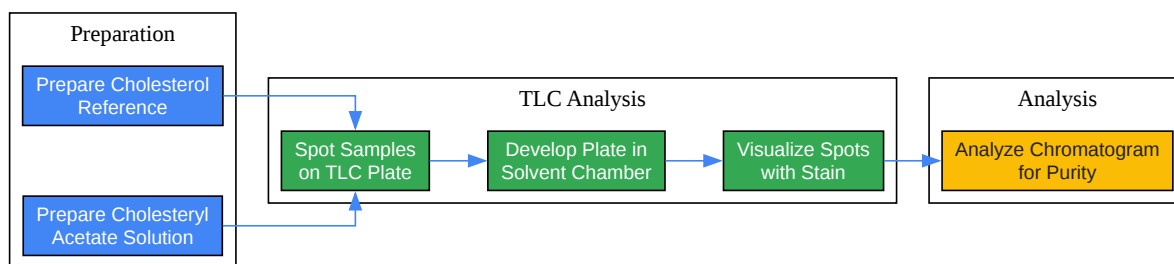 Preparation
Prepare Cholesterol
Reference
Prepare Cholesteryl
Acetate Solution
TLC Analysis
Spot Samples
on TLC Plate
Develop Plate in
Solvent Chamber
Visualize Spots
with Stain
Analysis
Analyze Chromatogram
for Purity